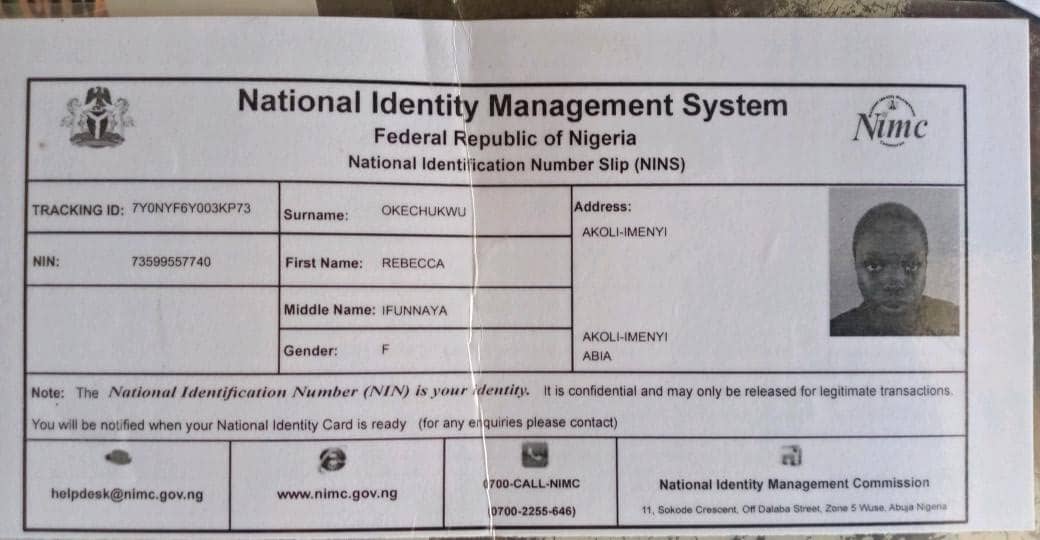 National Identity Management System
Federal Republic of Nigeria
National Identification Number Slip (NINS)
Nimc
TRACKING ID: 7Y0NYF6Y003KP73
Surname: OKECHUKWU
Address:
AKOLI-IMENYI
NIN: 73599557740
First Name: REBECCA
Middle Name: IFUNNAYA
Gender: F
AKOLI-IMENYI
ABIA
Note: The National Identification Number (NIN) is your identity. It is confidential and may only be released for legitimate transactions.
You will be notified when your National Identity Card is ready (for any enquiries please contact)
helpdesk@nimc.gov.ng
www.nimc.gov.ng
0700-CALL-NIMC
(0700-2255-646)
National Identity Management Commission
11, Sokode Crescent, Off Dalaba Street, Zone 5 Wuse, Abuja Nigeria